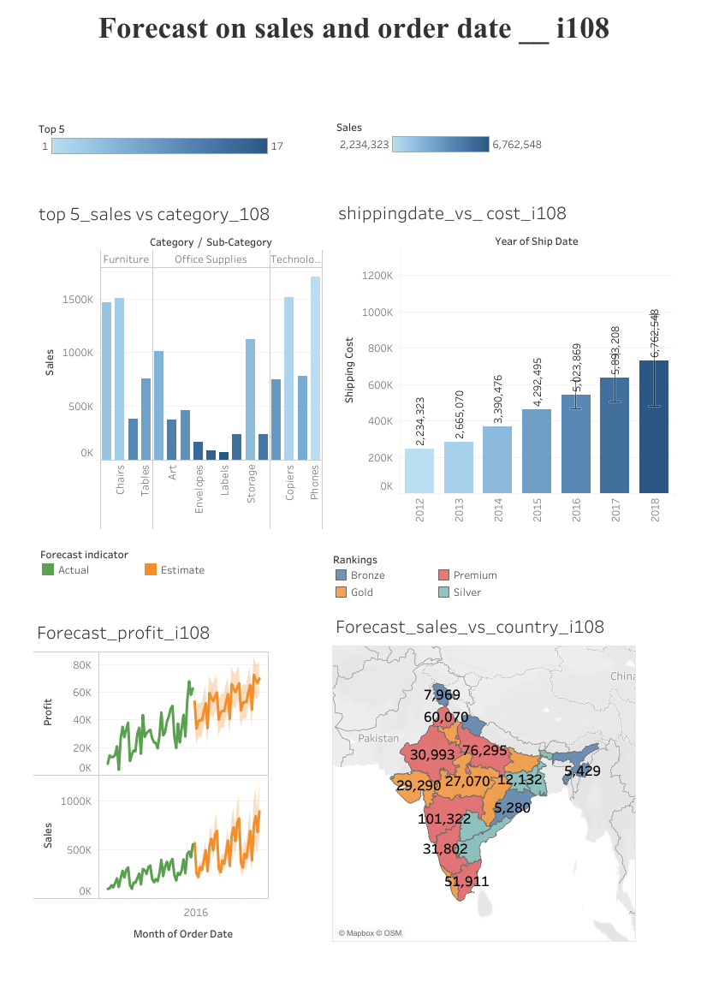 Forecast on sales and order date __ i108
Top 5
1 17
Sales
2,234,323 6,762,548
top 5_sales vs category_108
Category / Sub-Category
Furniture Office Supplies Technolo..
1500K
1000K
500K
0K
Sales
Chairs
Tables
Art
Envelopes
Labels
Storage
Copiers
Phones
shippingdate_vs_ cost_i108
Year of Ship Date
1200K
1000K
800K
600K
400K
200K
0K
Shipping Cost
2,234,323
2,665,070
3,390,476
4,292,495
5,023,869
5,893,208
6,762,548
2012
2013
2014
2015
2016
2017
2018
Forecast indicator
Actual Estimate
Rankings
Bronze Premium
Gold Silver
Forecast_profit_i108
80K
60K
40K
20K
0K
Profit
1000K
500K
0K
Sales
2016
Month of Order Date
Forecast_sales_vs_country_i108
China
Pakistan
7,969
60,070
30,993 76,295
29,290 27,070 12,132 5,429
5,280
101,322
31,802
51,911
© Mapbox © OSM